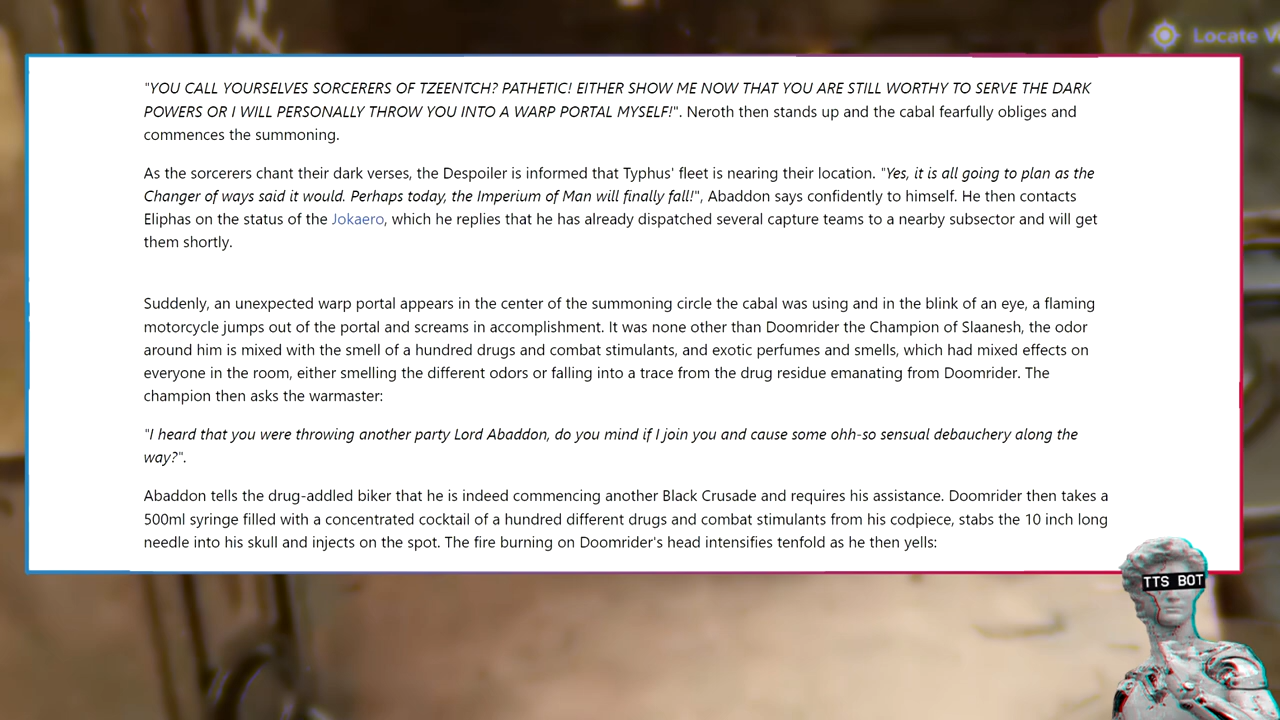 Locate V
"YOU CALL YOURSELVES SORCERERS OF TZEENTCH? PATHETIC! EITHER SHOW ME NOW THAT YOU ARE STILL WORTHY TO SERVE THE DARK
POWERS OR I WILL PERSONALLY THROW YOU INTO A WARP PORTAL MYSELF!". Neroth then stands up and the cabal fearfully obliges and
commences the summoning.
As the sorcerers chant their dark verses, the Despoiler is informed that Typhus' fleet is nearing their location. "Yes, it is all going to plan as the
Changer of ways said it would. Perhaps today, the Imperium of Man will finally fall!", Abaddon says confidently to himself. He then contacts
Eliphas on the status of the Jokaero, which he replies that he has already dispatched several capture teams to a nearby subsector and will get
them shortly.
Suddenly, an unexpected warp portal appears in the center of the summoning circle the cabal was using and in the blink of an eye, a flaming
motorcycle jumps out of the portal and screams in accomplishment. It was none other than Doomrider the Champion of Slaanesh, the odor
around him is mixed with the smell of a hundred drugs and combat stimulants, and exotic perfumes and smells, which had mixed effects on
everyone in the room, either smelling the different odors or falling into a trace from the drug residue emanating from Doomrider. The
champion then asks the warmaster:
"I heard that you were throwing another party Lord Abaddon, do you mind if I join you and cause some ohh-so sensual debauchery along the
way?".
Abaddon tells the drug-addled biker that he is indeed commencing another Black Crusade and requires his assistance. Doomrider then takes a
500ml syringe filled with a concentrated cocktail of a hundred different drugs and combat stimulants from his codpiece, stabs the 10 inch long
needle into his skull and injects on the spot. The fire burning on Doomrider's head intensifies tenfold as he then yells:
TTS BOT